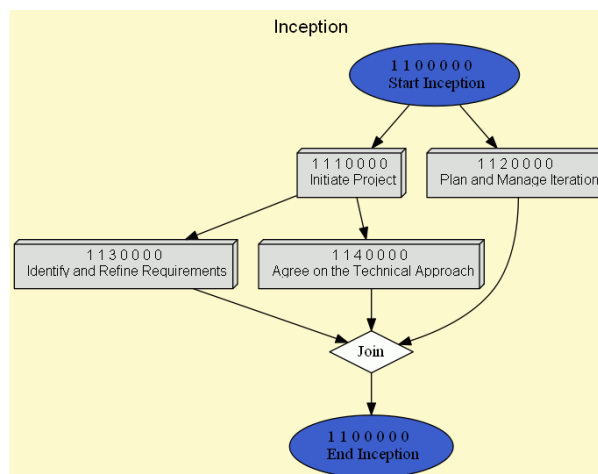 Inception
1 1 0 0 0 0 0
Start Inception
1 1 1 0 0 0 0
Initiate Project
1 1 2 0 0 0 0
Plan and Manage Iteration
1 1 3 0 0 0 0
Identify and Refine Requirements
1 1 4 0 0 0 0
Agree on the Technical Approach
Join
1 1 0 0 0 0 0
End Inception